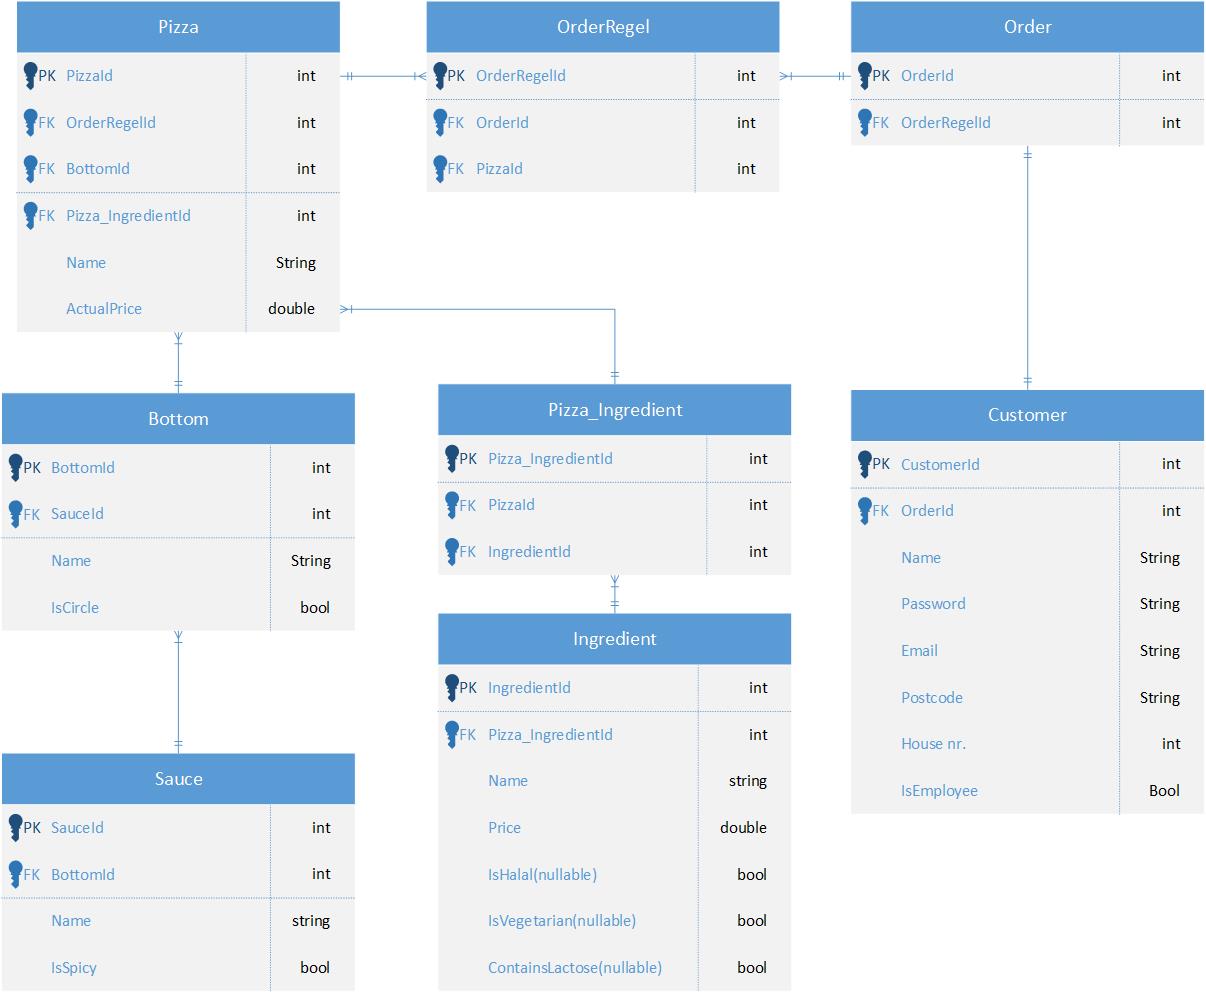 Pizza
PK PizzaId int
FK OrderRegelId int
FK BottomId int
FK Pizza_IngredientId int
Name String
ActualPrice double
OrderRegel
PK OrderRegelId int
FK OrderId int
FK PizzaId int
Order
PK OrderId int
FK OrderRegelId int
Bottom
PK BottomId int
FK SauceId int
Name String
IsCircle bool
Pizza_Ingredient
PK Pizza_IngredientId int
FK PizzaId int
FK IngredientId int
Customer
PK CustomerId int
FK OrderId int
Name String
Password String
Email String
Postcode String
House nr. int
IsEmployee Bool
Sauce
PK SauceId int
FK BottomId int
Name string
IsSpicy bool
Ingredient
PK IngredientId int
FK Pizza_IngredientId int
Name string
Price double
IsHalal(nullable) bool
IsVegetarian(nullable) bool
ContainsLactose(nullable) bool